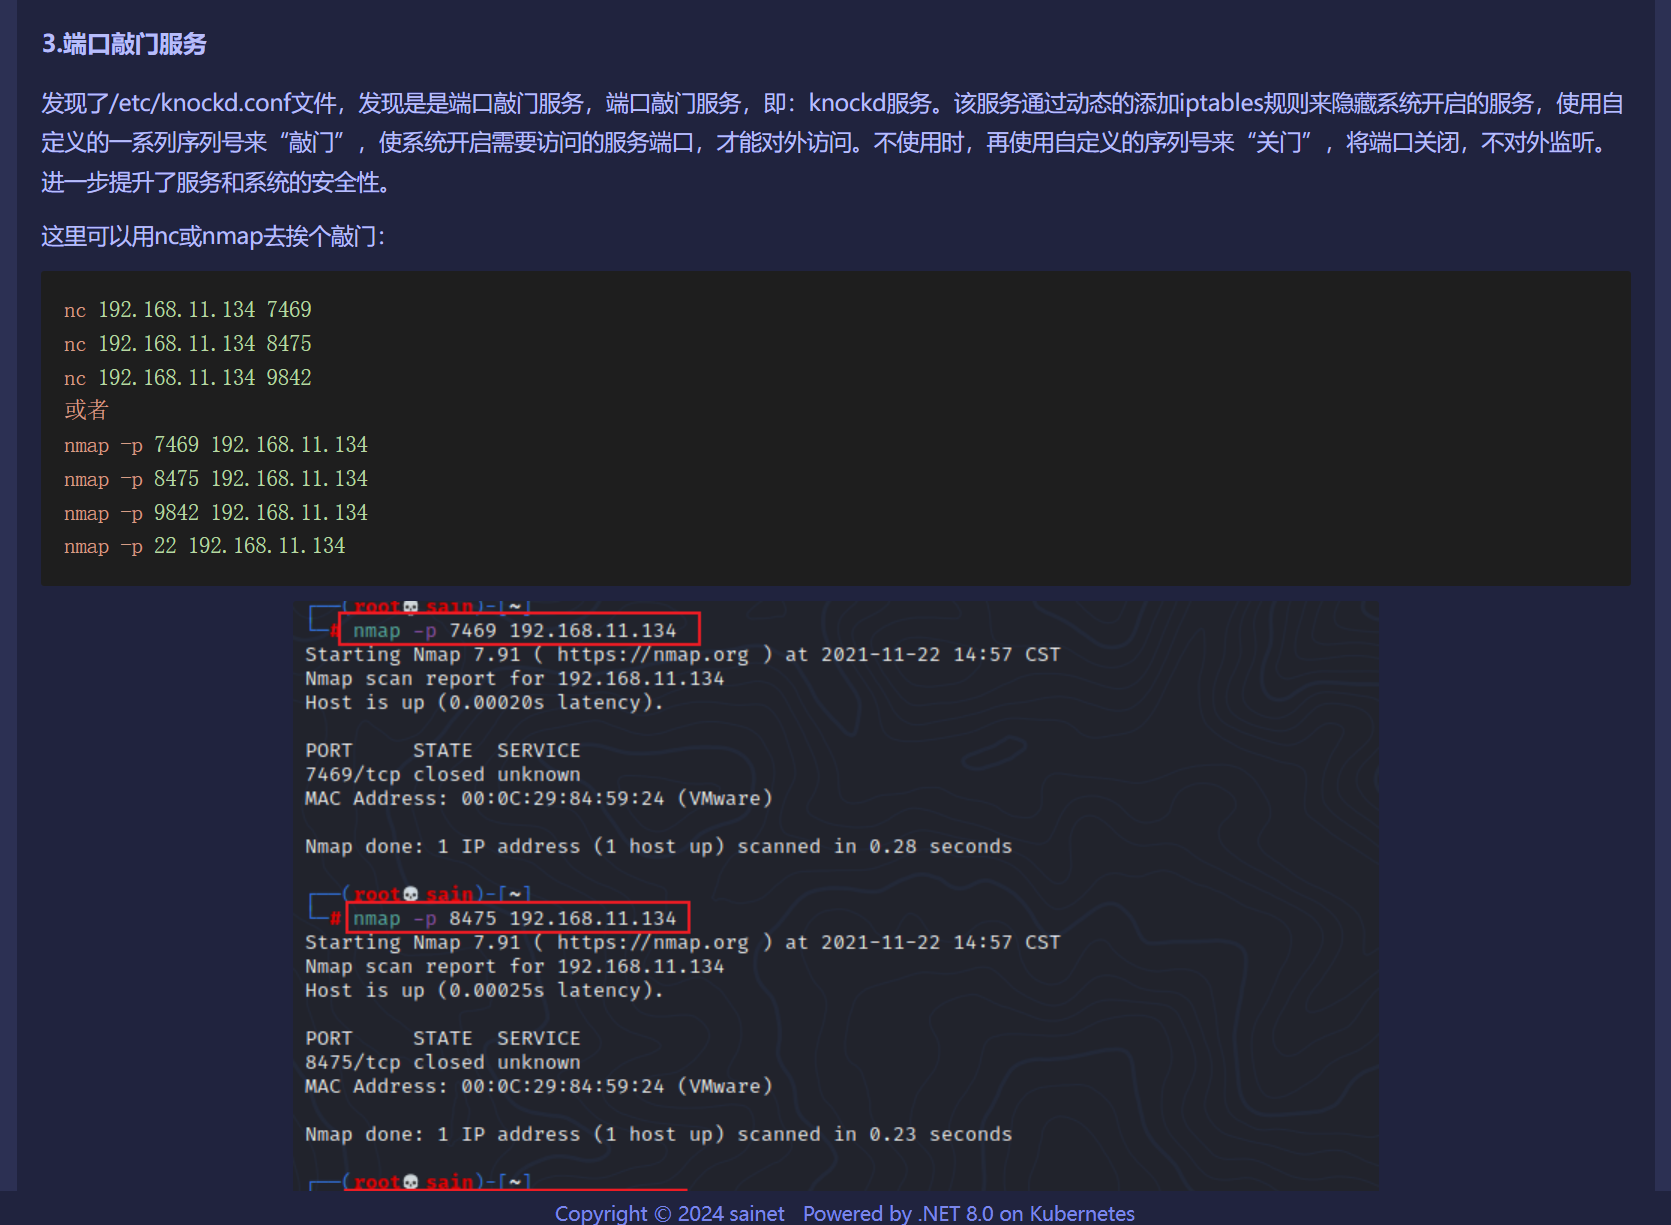 3.端口敲门服务
发现了/etc/knockd.conf文件，发现是是端口敲门服务，端口敲门服务，即：knockd服务。该服务通过动态的添加iptables规则来隐藏系统开启的服务，使用自
定义的一系列序列号来“敲门”，使系统开启需要访问的服务端口，才能对外访问。不使用时，再使用自定义的序列号来“关门”，将端口关闭，不对外监听。
进一步提升了服务和系统的安全性。
这里可以用nc或nmap去挨个敲门：
nc 192.168.11.134 7469
nc 192.168.11.134 8475
nc 192.168.11.134 9842
或者
nmap -p 7469 192.168.11.134
nmap -p 8475 192.168.11.134
nmap -p 9842 192.168.11.134
nmap -p 22 192.168.11.134
┌──(root💀sain)-[~]
└─# nmap -p 7469 192.168.11.134
Starting Nmap 7.91 ( https://nmap.org ) at 2021-11-22 14:57 CST
Nmap scan report for 192.168.11.134
Host is up (0.00020s latency).
PORT     STATE  SERVICE
7469/tcp closed unknown
MAC Address: 00:0C:29:84:59:24 (VMware)
Nmap done: 1 IP address (1 host up) scanned in 0.28 seconds
┌──(root💀sain)-[~]
└─# nmap -p 8475 192.168.11.134
Starting Nmap 7.91 ( https://nmap.org ) at 2021-11-22 14:57 CST
Nmap scan report for 192.168.11.134
Host is up (0.00025s latency).
PORT     STATE  SERVICE
8475/tcp closed unknown
MAC Address: 00:0C:29:84:59:24 (VMware)
Nmap done: 1 IP address (1 host up) scanned in 0.23 seconds
┌──(root💀sain)-[~]
Copyright © 2024 sainet   Powered by .NET 8.0 on Kubernetes